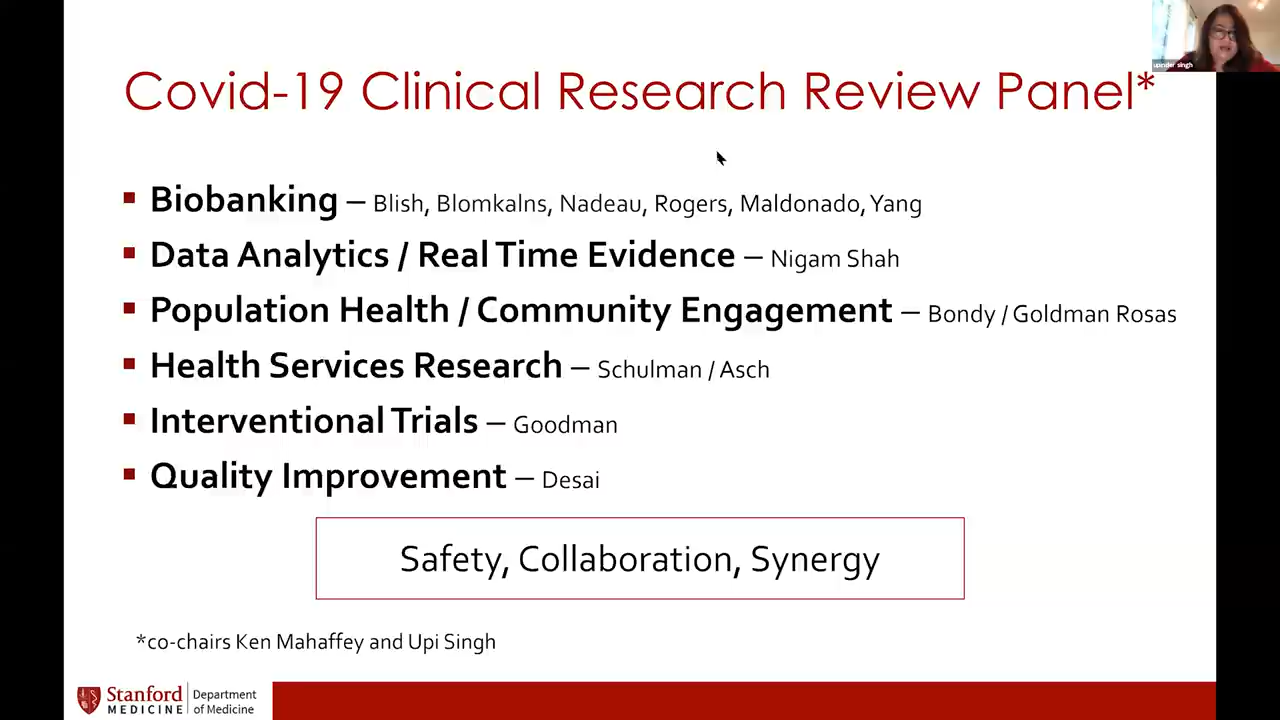 upinder singh
Covid-19 Clinical Research Review Panel*
▪ Biobanking – Blish, Blomkalns, Nadeau, Rogers, Maldonado, Yang
▪ Data Analytics / Real Time Evidence – Nigam Shah
▪ Population Health / Community Engagement – Bondy / Goldman Rosas
▪ Health Services Research – Schulman / Asch
▪ Interventional Trials – Goodman
▪ Quality Improvement – Desai
Safety, Collaboration, Synergy
*co-chairs Ken Mahaffey and Upi Singh
Stanford
MEDICINE
Department
of Medicine